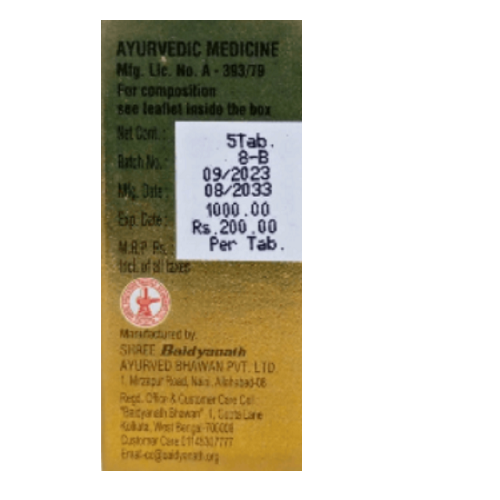 AYURVEDIC MEDICINE
Mfg. Lic. No. A - 393/79
For composition
see leaflet inside the box
Net Cont. : 5Tab.
Batch No. : 8-B
09/2023
Mfg. Date : 08/2033
Exp. Date : 1000.00
Rs.200.00
M.R.P. Rs. Per Tab.
Incl. of all taxes
Manufactured by:
SHREE Baidyanath
AYURVED BHAWAN PVT. LTD.
1, Mirzapur Road, Naini, Allahabad-08
Regd. Office & Customer Care Cell :
"Baidyanath Bhawan" 1, Gupta Lane
Kolkata, West Bengal-700006
Customer Care 01145307777